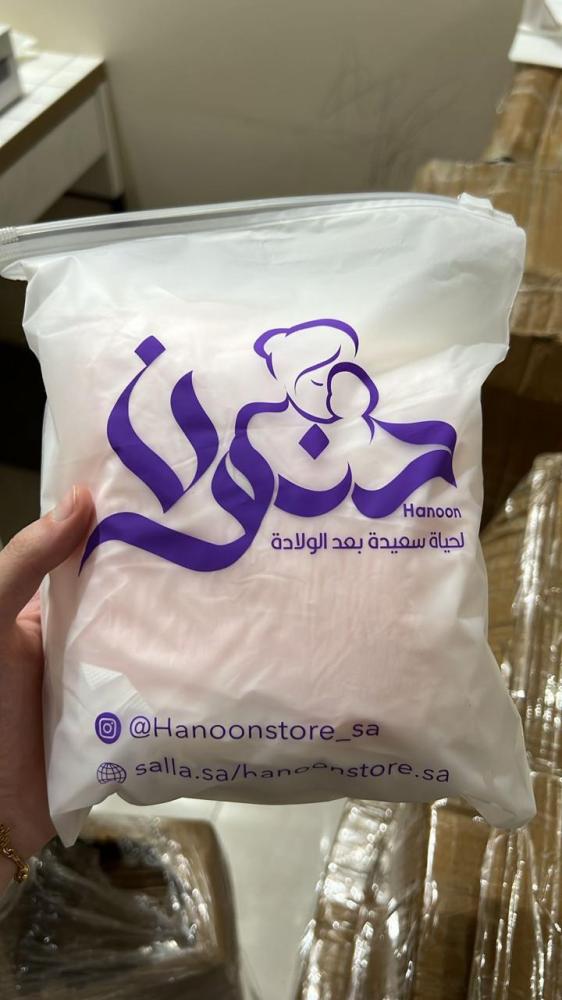 حنون
Hanoon
لحياة سعيدة بعد الولادة
@Hanoonstore_sa
salla.sa/hanoonstore.sa